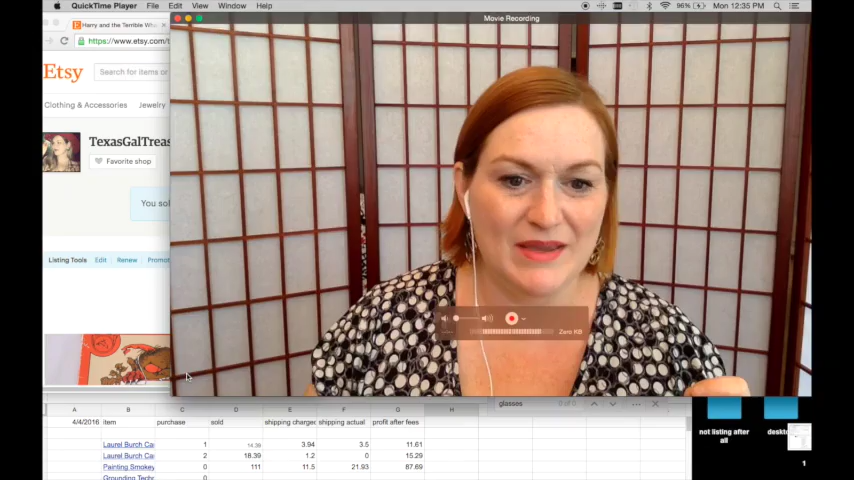 QuickTime Player File Edit View Window Help
96% Mon 12:35 PM
Movie Recording
Harry and the Terrible Wh
https://www.etsy.com/t
Etsy
Search for items or
Clothing & Accessories Jewelry
TexasGalTreas
Favorite shop
You sol
Listing Tools Edit Renew Promot
Zero KB
glasses
0 of 0
A B C D E F G H
4/4/2016 item purchase sold shipping charged shipping actual profit after fees
Laurel Burch Ca 1 14.39 3.94 3.5 11.61
Laurel Burch Ca 2 18.39 1.2 0 15.29
Painting Smokey 0 111 11.5 21.93 87.69
Grounding Techn 0
not listing after all
deskt
1